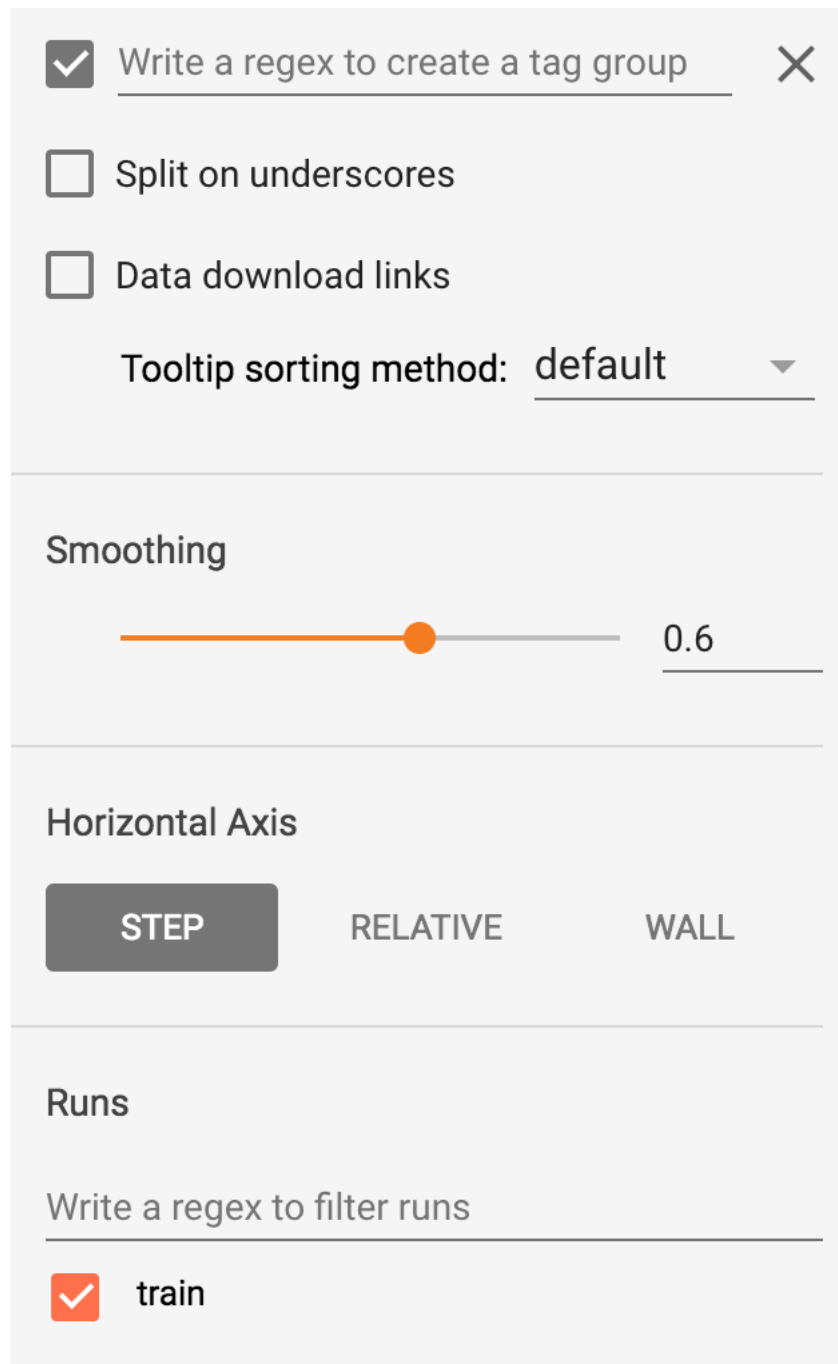 Write a regex to create a tag group
Split on underscores
Data download links
Tooltip sorting method: default
Smoothing
0.6
Horizontal Axis
STEP RELATIVE WALL
Runs
Write a regex to filter runs
train